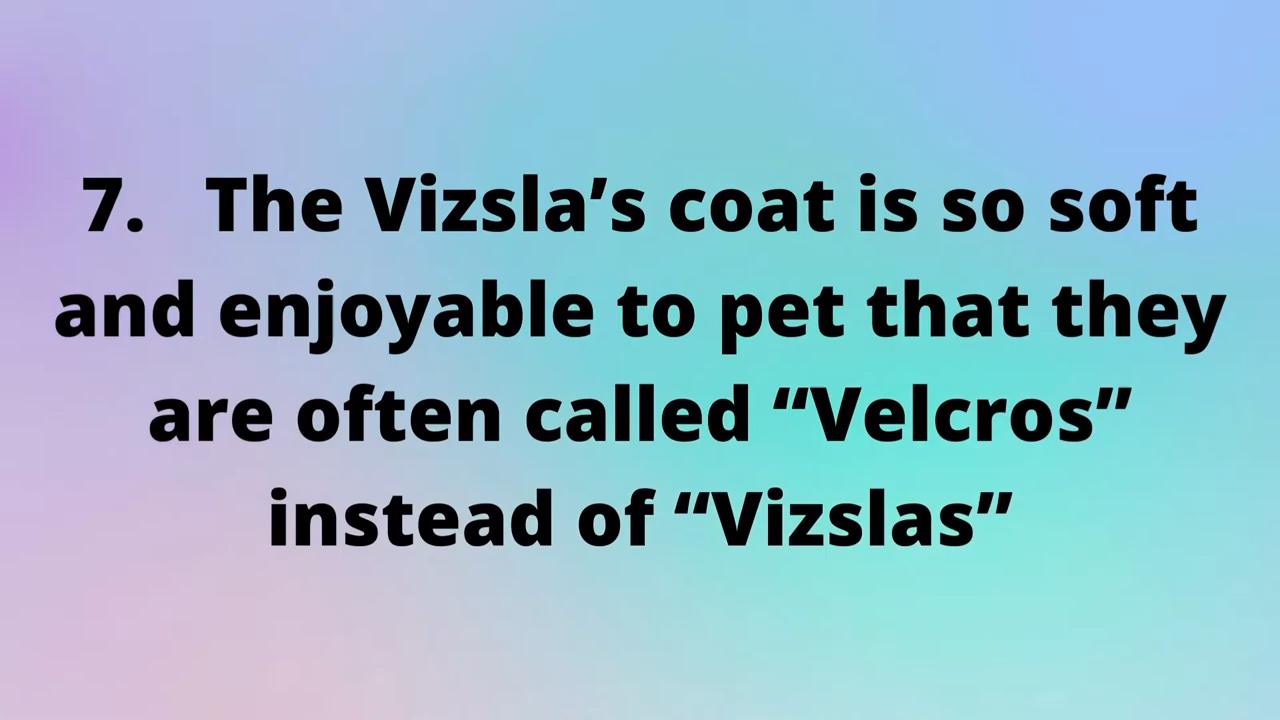 7.   The Vizsla’s coat is so soft
and enjoyable to pet that they
are often called “Velcros”
instead of “Vizslas”